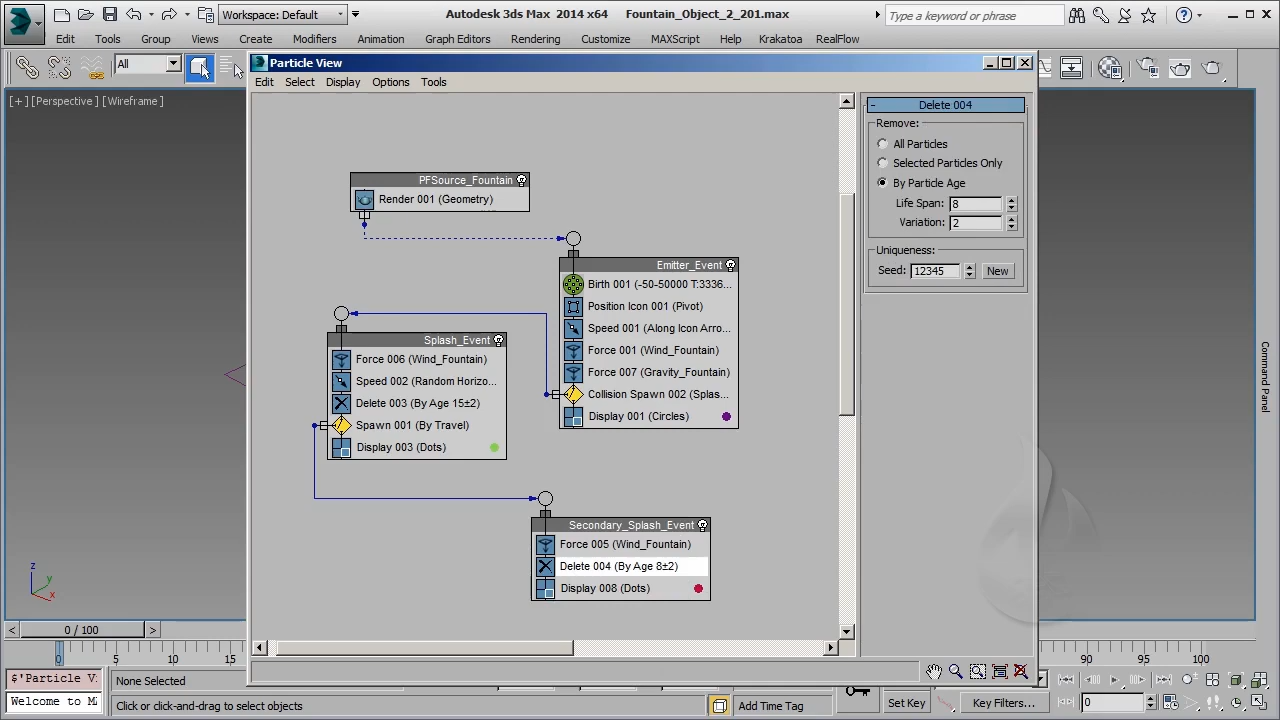 Workspace: Default
Autodesk 3ds Max 2014 x64 Fountain_Object_2_201.max
Type a keyword or phrase
Edit Tools Group Views Create Modifiers Animation Graph Editors Rendering Customize MAXScript Help Krakatoa RealFlow
All
Particle View
Edit Select Display Options Tools
[+][Perspective][Wireframe]
PFSource_Fountain
Render 001 (Geometry)
Emitter_Event
Birth 001 (-50-50000 T:3336...
Position Icon 001 (Pivot)
Speed 001 (Along Icon Arro...
Force 001 (Wind_Fountain)
Force 007 (Gravity_Fountain)
Collision Spawn 002 (Splas...
Display 001 (Circles)
Splash_Event
Force 006 (Wind_Fountain)
Speed 002 (Random Horizo...
Delete 003 (By Age 15±2)
Spawn 001 (By Travel)
Display 003 (Dots)
Secondary_Splash_Event
Force 005 (Wind_Fountain)
Delete 004 (By Age 8±2)
Display 008 (Dots)
- Delete 004
Remove:
All Particles
Selected Particles Only
By Particle Age
Life Span: 8
Variation: 2
Uniqueness:
Seed: 12345 New
Command Panel
z
y
x
< 0 / 100 >
0 5 10 15 90 95 100
$'Particle Vi
Welcome to MA
None Selected
Click or click-and-drag to select objects
Add Time Tag
Set Key
Key Filters...
0